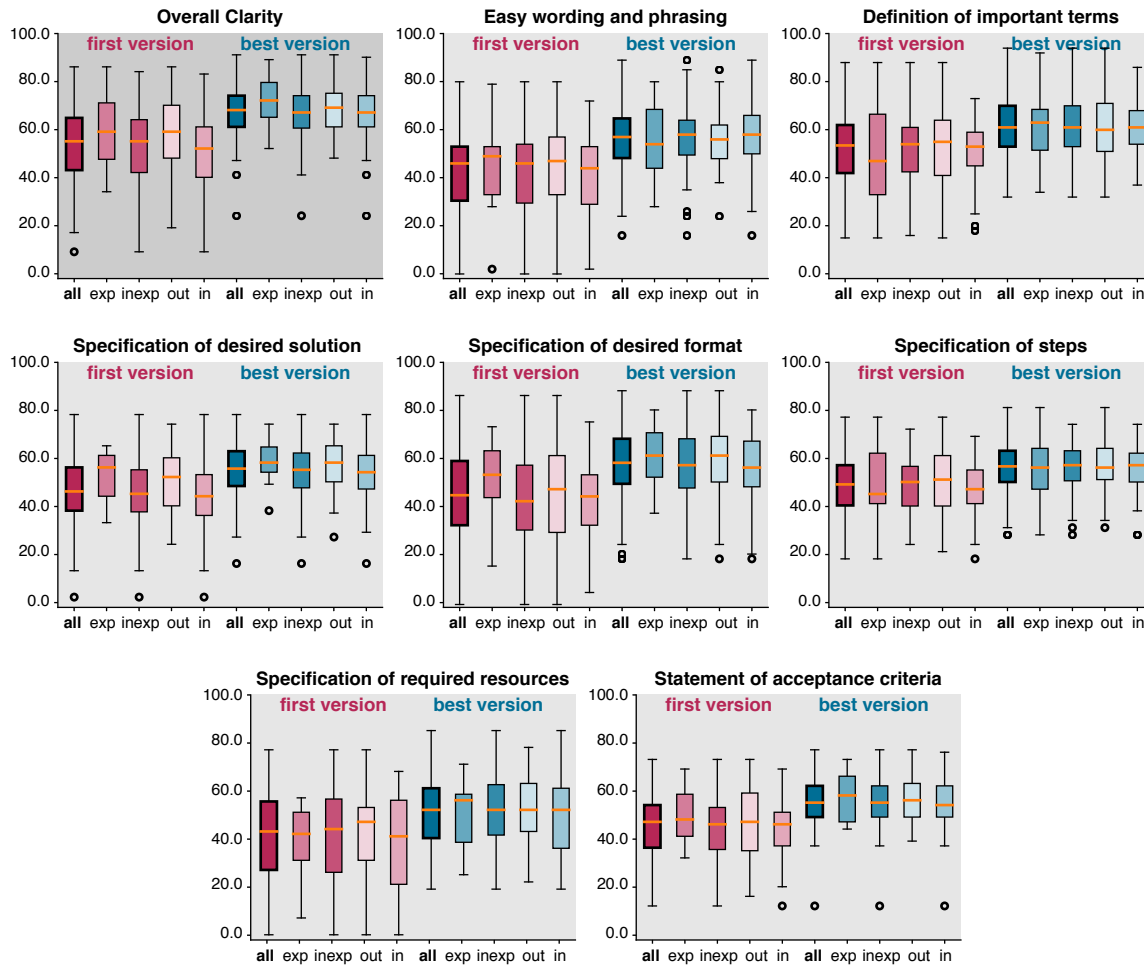 Overall Clarity
first version best version
100.0
80.0
60.0
40.0
20.0
0.0
all exp inexp out in all exp inexp out in
Easy wording and phrasing
first version best version
100.0
80.0
60.0
40.0
20.0
0.0
all exp inexp out in all exp inexp out in
Definition of important terms
first version best version
100.0
80.0
60.0
40.0
20.0
0.0
all exp inexp out in all exp inexp out in
Specification of desired solution
first version best version
100.0
80.0
60.0
40.0
20.0
0.0
all exp inexp out in all exp inexp out in
Specification of desired format
first version best version
100.0
80.0
60.0
40.0
20.0
0.0
all exp inexp out in all exp inexp out in
Specification of steps
first version best version
100.0
80.0
60.0
40.0
20.0
0.0
all exp inexp out in all exp inexp out in
Specification of required resources
first version best version
100.0
80.0
60.0
40.0
20.0
0.0
all exp inexp out in all exp inexp out in
Statement of acceptance criteria
first version best version
100.0
80.0
60.0
40.0
20.0
0.0
all exp inexp out in all exp inexp out in